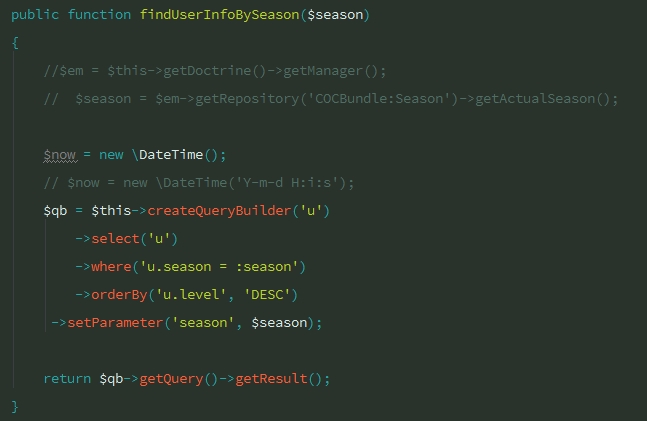 public function findUserInfoBySeason($season)
{
//$em = $this->getDoctrine()->getManager();
//  $season = $em->getRepository('COCBundle:Season')->getActualSeason();
$now = new \DateTime();
// $now = new \DateTime('Y-m-d H:i:s');
$qb = $this->createQueryBuilder('u')
->select('u')
->where('u.season = :season')
->orderBy('u.level', 'DESC')
->setParameter('season', $season);
return $qb->getQuery()->getResult();
}